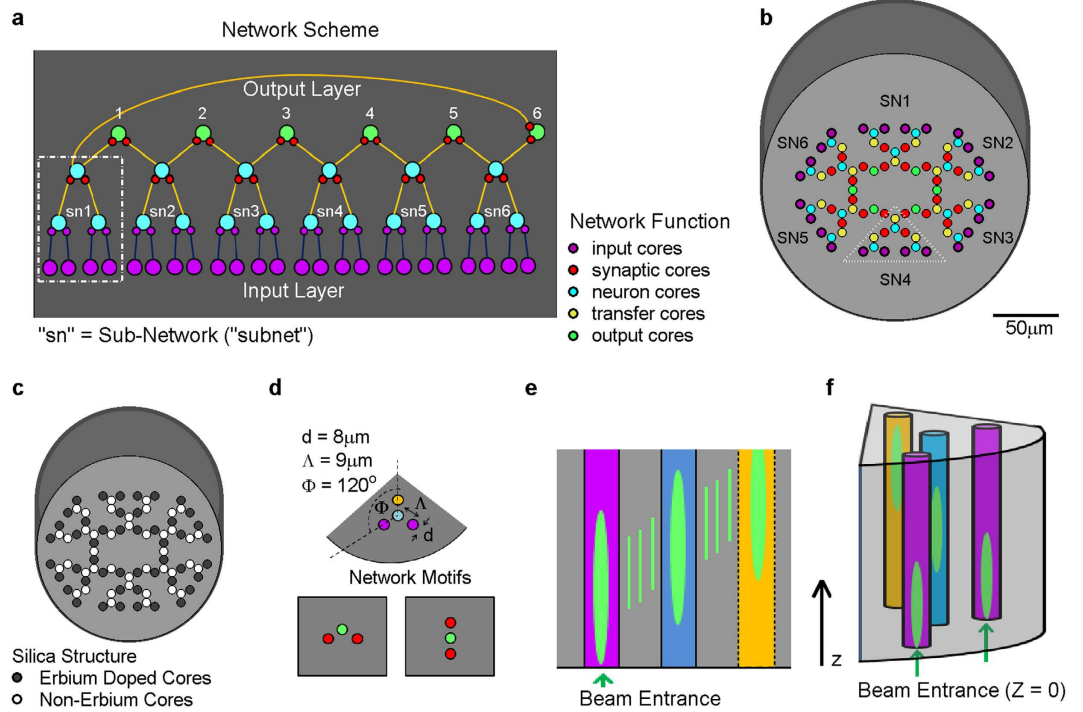 a
Network Scheme
Output Layer
1 2 3 4 5 6
sn1 sn2 sn3 sn4 sn5 sn6
Input Layer
"sn" = Sub-Network ("subnet")
Network Function
input cores
synaptic cores
neuron cores
transfer cores
output cores
b
SN1
SN6 SN2
SN5 SN3
SN4
50μm
c
Silica Structure
Erbium Doped Cores
Non-Erbium Cores
d
d = 8μm
Λ = 9μm
Φ = 120°
Φ Λ
d
Network Motifs
e
Beam Entrance
f
z
Beam Entrance (Z = 0)